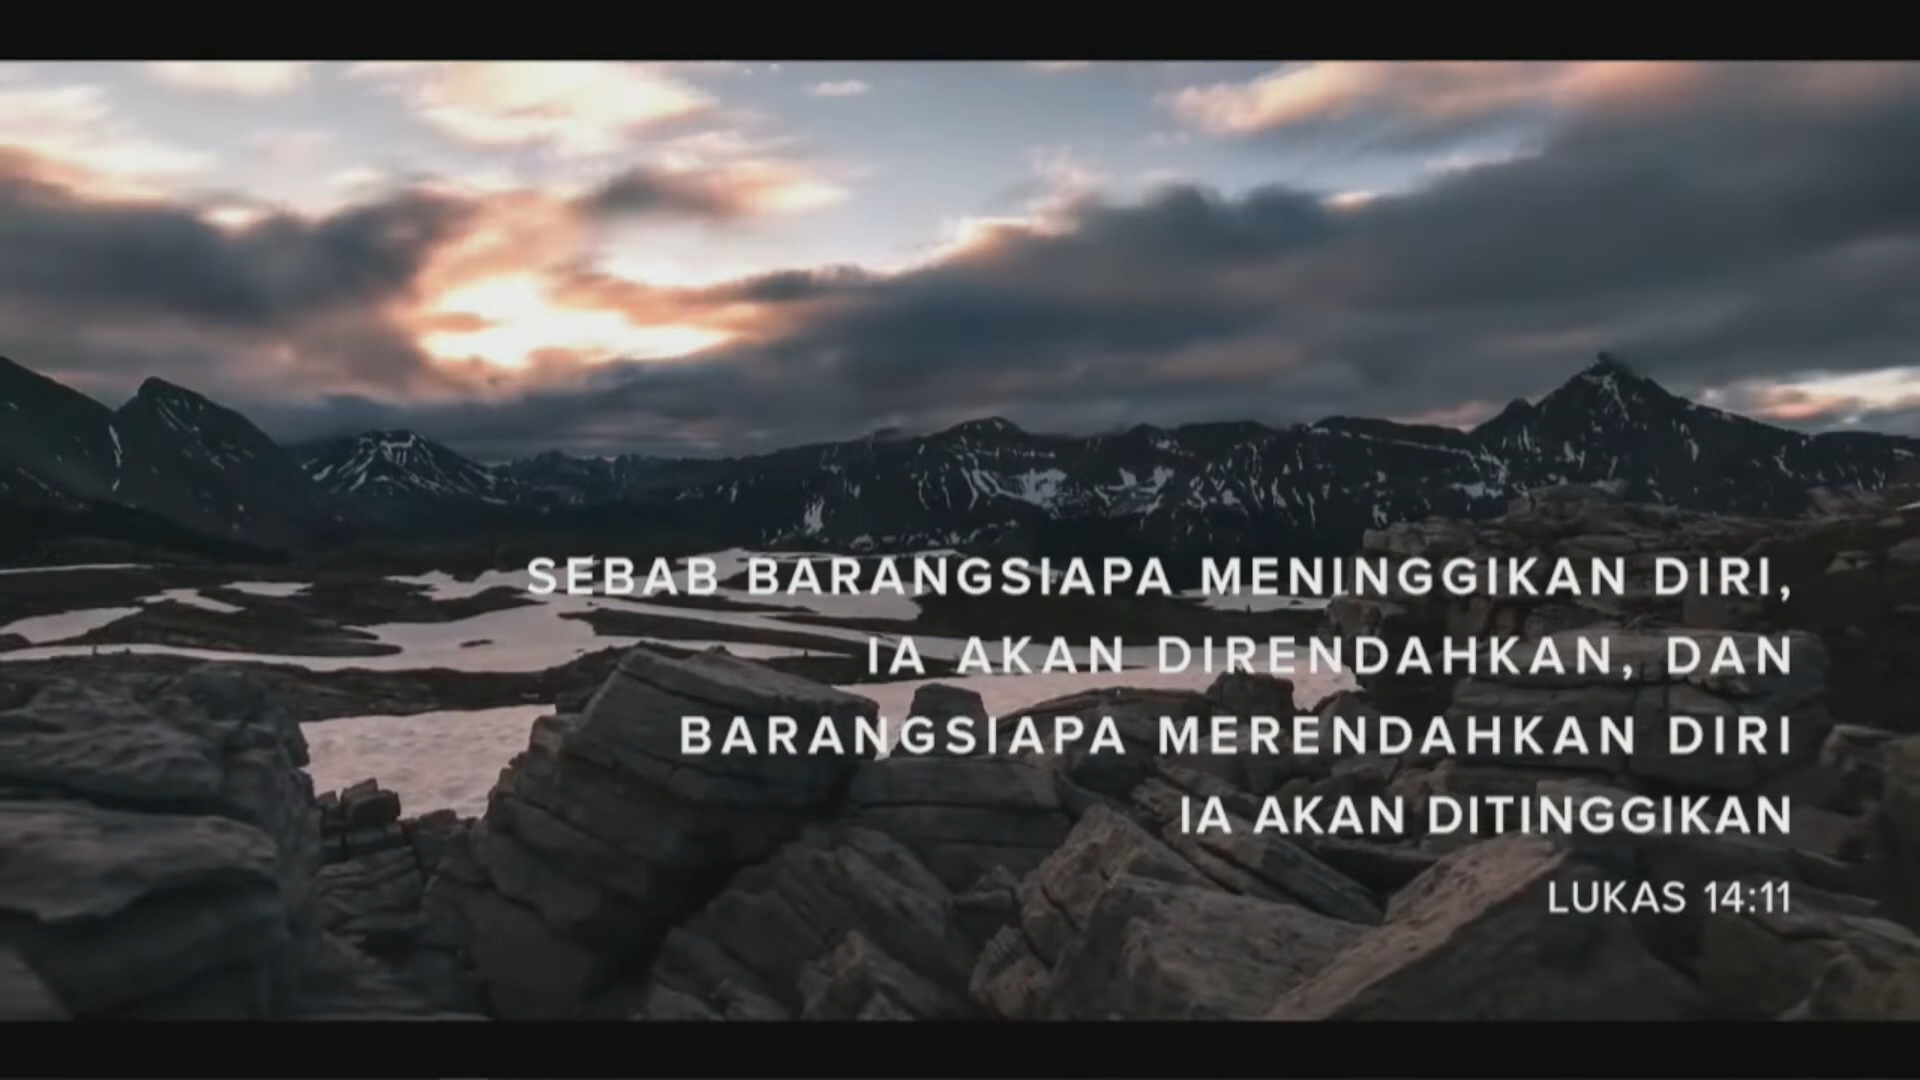 SEBAB BARANGSIAPA MENINGGIKAN DIRI,
IA AKAN DIRENDAHKAN, DAN
BARANGSIAPA MERENDAHKAN DIRI
IA AKAN DITINGGIKAN
LUKAS 14:11